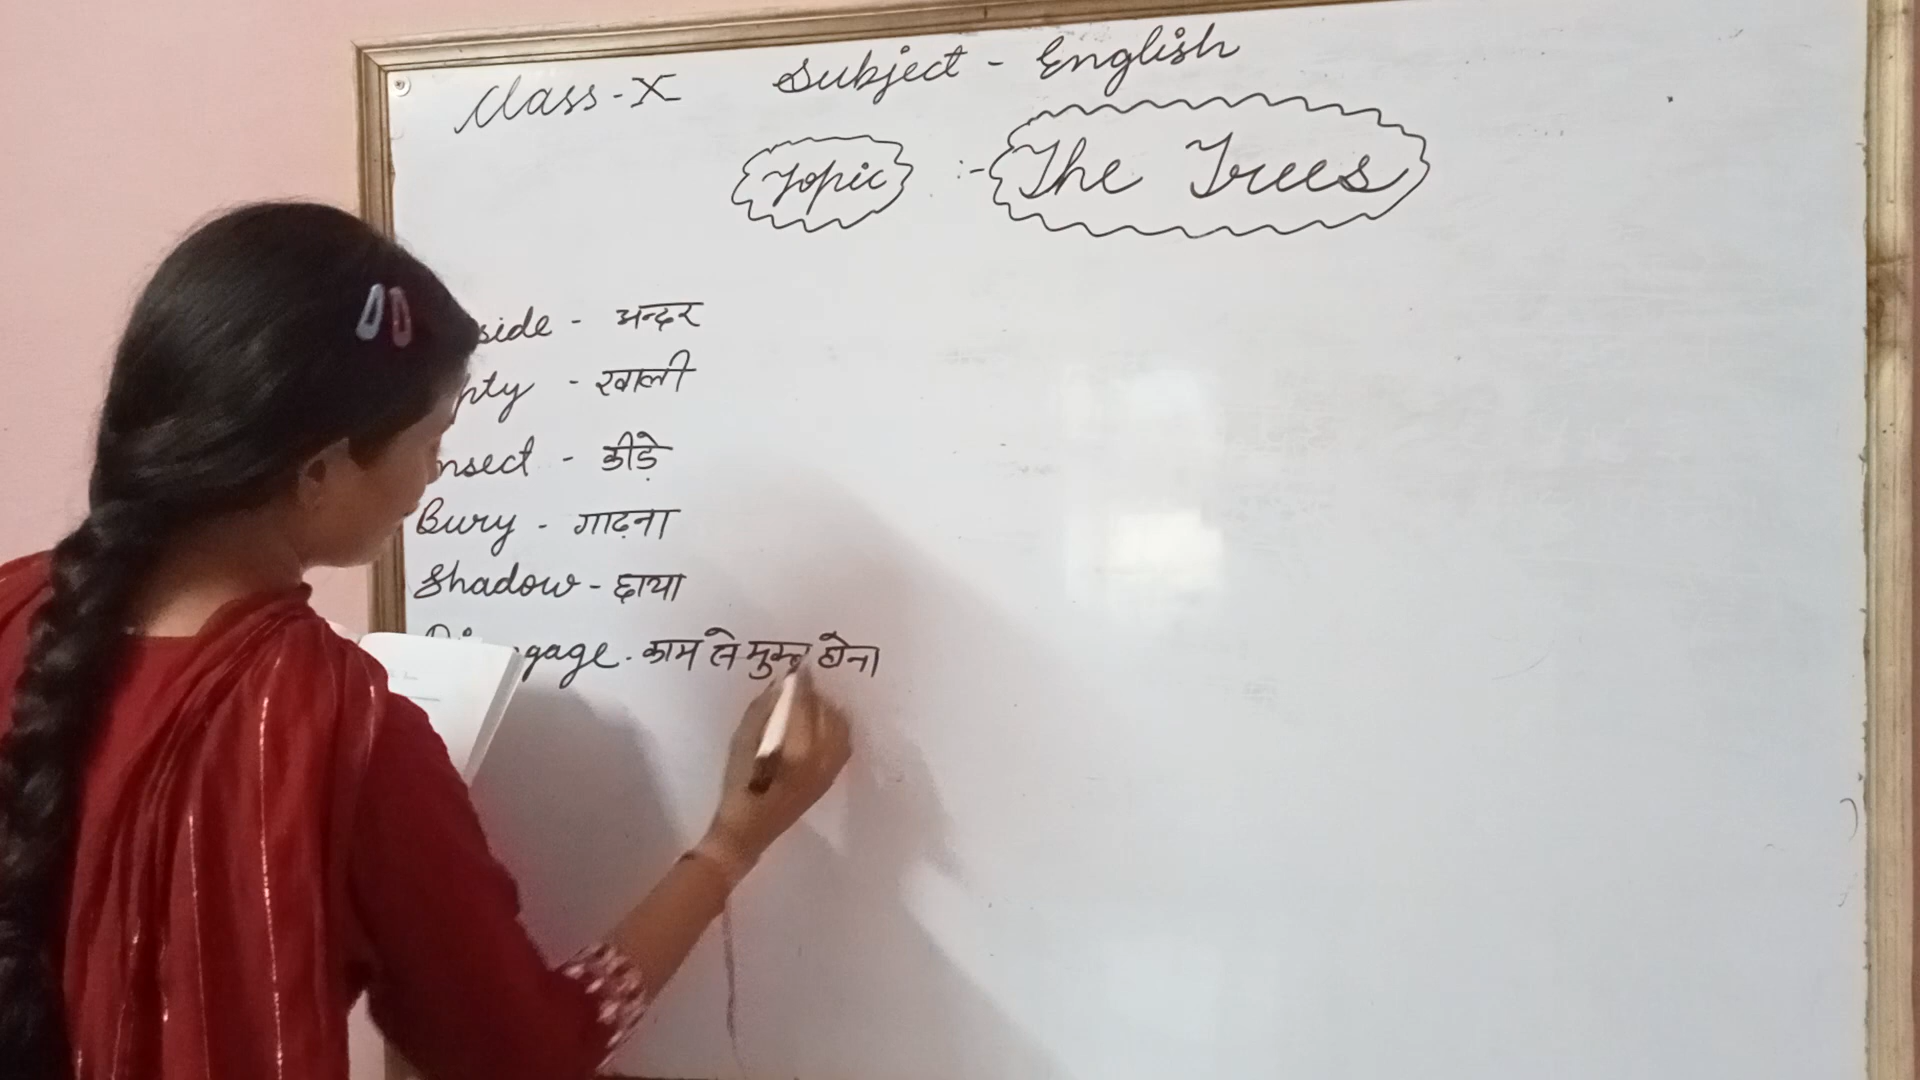 Class-X Subject - English
Topic :- The Trees
side - अन्दर
pty - खाली
nsect - कीड़े
Bury - गाढ़ना
Shadow - छाया
gage - काम से मुक्त होना